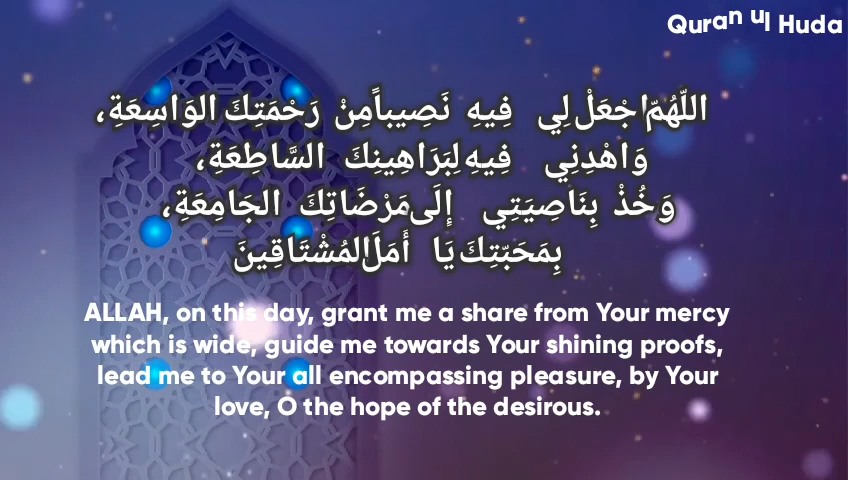 Quran ul Huda
اللّهُمّ اجْعَلْ لِي فِيهِ نَصِيباً مِنْ رَحْمَتِكَ الوَاسِعَةِ،
وَاهْدِنِي فِيهِ لِبَرَاهِينِكَ السَّاطِعَةِ،
وَخُذْ بِنَاصِيَتِي إِلَى مَرْضَاتِكَ الجَامِعَةِ،
بِمَحَبّتِكَ يَا أَمَلَ المُشْتَاقِينَ
ALLAH, on this day, grant me a share from Your mercy
which is wide, guide me towards Your shining proofs,
lead me to Your all encompassing pleasure, by Your
love, O the hope of the desirous.